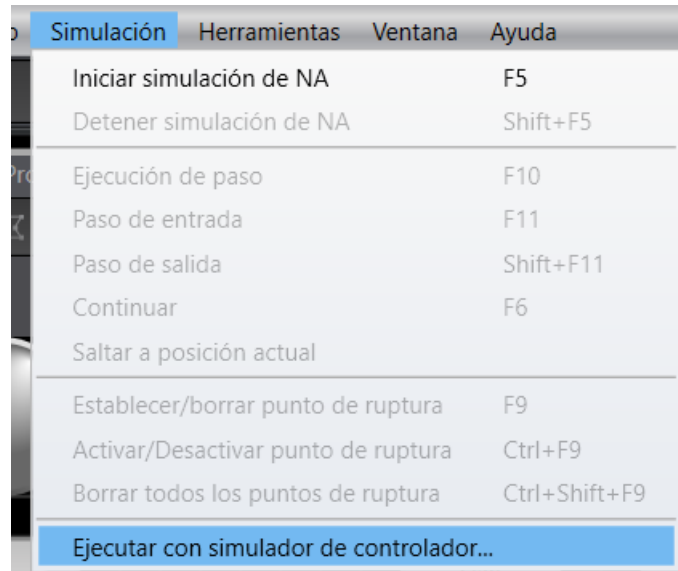 o Simulación Herramientas Ventana Ayuda
Iniciar simulación de NA F5
Detener simulación de NA Shift+F5
Pro
Ejecución de paso F10
Paso de entrada F11
Paso de salida Shift+F11
Continuar F6
Saltar a posición actual
Establecer/borrar punto de ruptura F9
Activar/Desactivar punto de ruptura Ctrl+F9
Borrar todos los puntos de ruptura Ctrl+Shift+F9
Ejecutar con simulador de controlador...